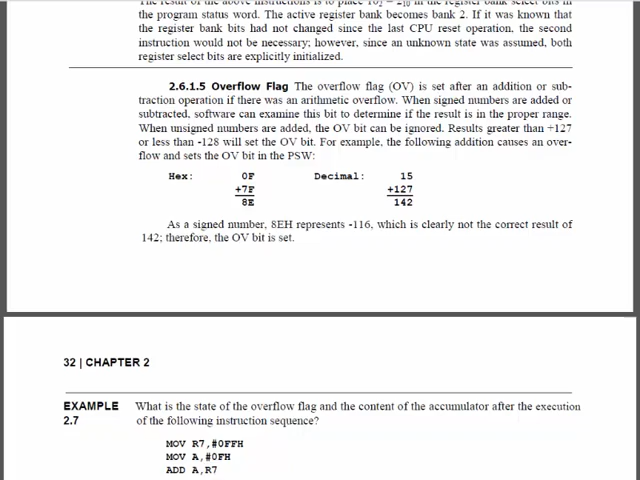 the program status word. The active register bank becomes bank 2. If it was known that
the register bank bits had not changed since the last CPU reset operation, the second
instruction would not be necessary; however, since an unknown state was assumed, both
register select bits are explicitly initialized.
2.6.1.5 Overflow Flag The overflow flag (OV) is set after an addition or sub-
traction operation if there was an arithmetic overflow. When signed numbers are added or
subtracted, software can examine this bit to determine if the result is in the proper range.
When unsigned numbers are added, the OV bit can be ignored. Results greater than +127
or less than -128 will set the OV bit. For example, the following addition causes an over-
flow and sets the OV bit in the PSW:
Hex: 0F Decimal: 15
+7F +127
8E 142
As a signed number, 8EH represents -116, which is clearly not the correct result of
142; therefore, the OV bit is set.
32 | CHAPTER 2
EXAMPLE What is the state of the overflow flag and the content of the accumulator after the execution
2.7 of the following instruction sequence?
MOV R7,#0FFH
MOV A,#0FH
ADD A,R7